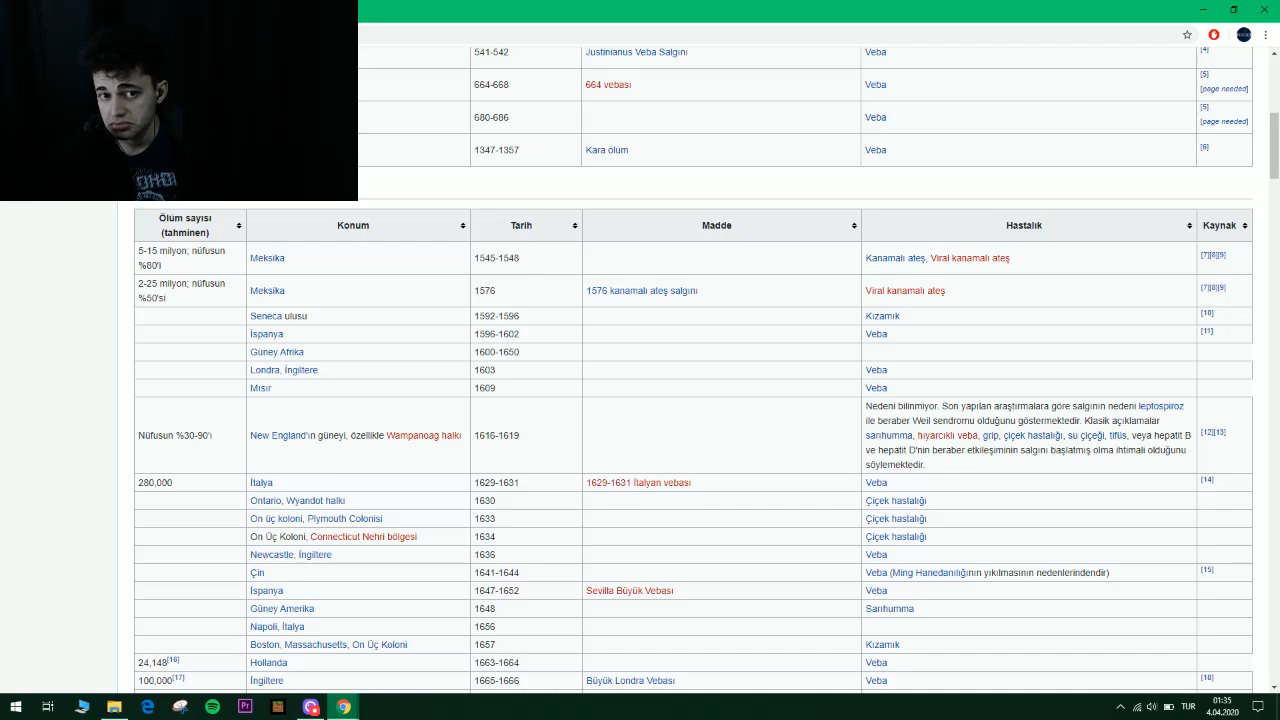 541-542 Justinianus Veba Salgını Veba [4]
664-668 664 vebası Veba [5]
[page needed]
680-686 Veba [5]
[page needed]
1347-1357 Kara ölüm Veba [6]
Ölüm sayısı
(tahminen) Konum Tarih Madde Hastalık Kaynak
5-15 milyon; nüfusun
%80'i Meksika 1545-1548 Kanamalı ateş, Viral kanamalı ateş [7][8][9]
2-25 milyon; nüfusun
%50'si Meksika 1576 1576 kanamalı ateş salgını Viral kanamalı ateş [7][8][9]
Seneca ulusu 1592-1596 Kızamık [10]
İspanya 1596-1602 Veba [11]
Güney Afrika 1600-1650
Londra, İngiltere 1603 Veba
Mısır 1609 Veba
Nüfusun %30-90'ı New England'ın güneyi, özellikle Wampanoag halkı 1616-1619 Nedeni bilinmiyor. Son yapılan araştırmalara göre salgının nedeni leptospiroz
ile beraber Weil sendromu olduğunu göstermektedir. Klasik açıklamalar
sarıhumma, hıyarcıklı veba, grip, çiçek hastalığı, su çiçeği, tifüs, veya hepatit B
ve hepatit D'nin beraber etkileşiminin salgını başlatmış olma ihtimali olduğunu
söylemektedir. [12][13]
280,000 İtalya 1629-1631 1629-1631 İtalyan vebası Veba [14]
Ontario, Wyandot halkı 1630 Çiçek hastalığı
On üç koloni, Plymouth Colonisi 1633 Çiçek hastalığı
On Üç Koloni, Connecticut Nehri bölgesi 1634 Çiçek hastalığı
Newcastle, İngiltere 1636 Veba
Çin 1641-1644 Veba (Ming Hanedanlığının yıkılmasının nedenlerindendir) [15]
İspanya 1647-1652 Sevilla Büyük Vebası Veba
Güney Amerika 1648 Sarıhumma
Napoli, İtalya 1656
Boston, Massachusetts, On Üç Koloni 1657 Kızamık
24,148[16] Hollanda 1663-1664 Veba
100,000[17] İngiltere 1665-1666 Büyük Londra Vebası Veba [18]
Pr TUR 01:35
4.04.2020